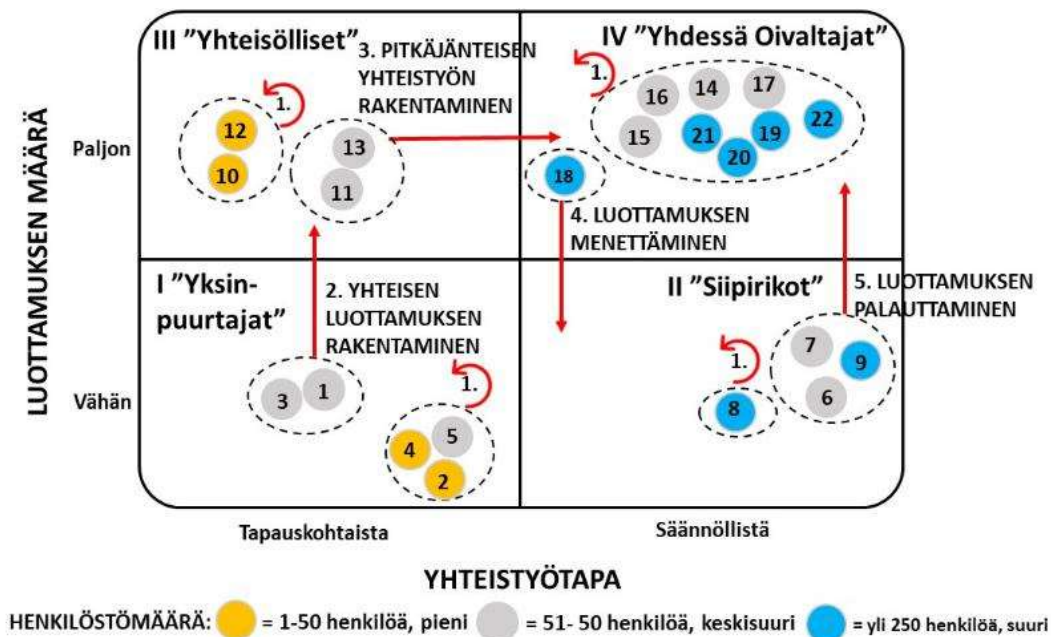 III ”Yhteisölliset”
3. PITKÄJÄNTEISEN
YHTEISTYÖN
RAKENTAMINEN
IV ”Yhdessä Oivaltajat”
1.
1.
12
10
13
11
16
14
17
15
21
19
22
20
18
LUOTTAMUKSEN MÄÄRÄ
Paljon
Vähän
4. LUOTTAMUKSEN
MENETTÄMINEN
I ”Yksin-
puurtajat”
2. YHTEISEN
LUOTTAMUKSEN
RAKENTAMINEN
II ”Siipirikot”
5. LUOTTAMUKSEN
PALAUTTAMINEN
3
1
1.
4
5
2
1.
8
7
9
6
Tapauskohtaista
Säännöllistä
YHTEISTYÖTAPA
HENKILÖSTÖMÄÄRÄ: = 1-50 henkilöä, pieni = 51- 50 henkilöä, keskisuuri = yli 250 henkilöä, suuri